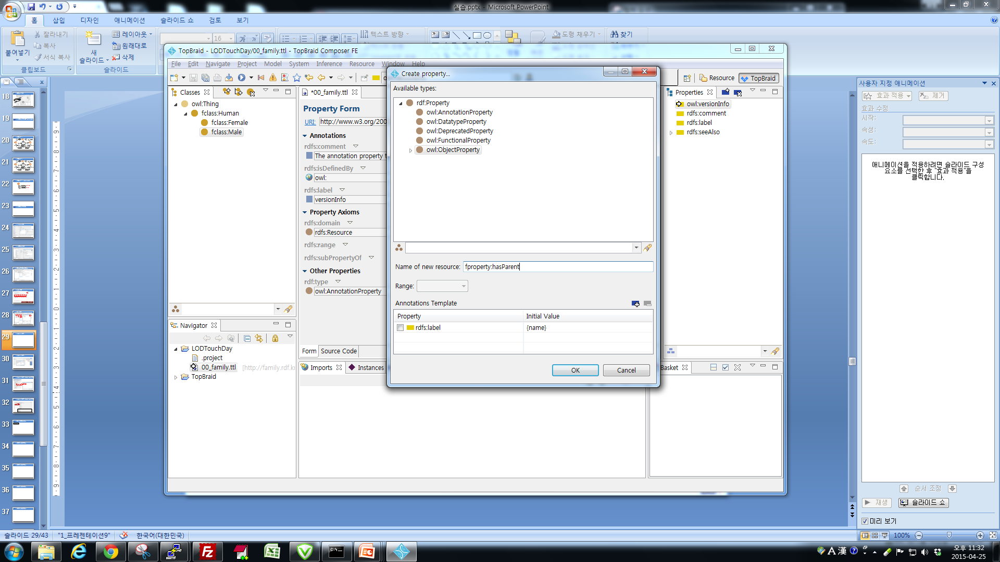 실습.pptx - Microsoft PowerPoint
홈 삽입 디자인 애니메이션 슬라이드 쇼 검토 보기
붙여넣기
잘라내기
복사
서식 복사
클립보드
새 슬라이드
레이아웃
원래대로
삭제
슬라이드
16
텍스트 방향
도형 채우기
찾기
TopBraid - LODTouchDay/00_family.ttl - TopBraid Composer FE
File Edit Navigate Project Model System Inference Resource Window Help
Resource
TopBraid
Classes
owl:Thing
fclass:Human
fclass:Female
fclass:Male
Navigator
LODTouchDay
.project
00_family.ttl [http://family.rdf.k
TopBraid
*00_family.ttl
Property Form
URI: http://www.w3.org/200
Annotations
rdfs:comment
The annotation property t
rdfs:isDefinedBy
owl:
rdfs:label
versionInfo
Property Axioms
rdfs:domain
rdfs:Resource
rdfs:range
rdfs:subPropertyOf
Other Properties
rdf:type
owl:AnnotationProperty
Form Source Code
Imports Instances
Create property...
Available types:
rdf:Property
owl:AnnotationProperty
owl:DatatypeProperty
owl:DeprecatedProperty
owl:FunctionalProperty
owl:ObjectProperty
Name of new resource: fproperty:hasParent
Range:
Annotations Template
Property Initial Value
rdfs:label {name}
OK Cancel
Properties
owl:versionInfo
rdfs:comment
rdfs:label
rdfs:seeAlso
Basket
사용자 지정 애니메이션
효과 적용 제거
효과 수정
시작:
속성:
속도:
애니메이션을 적용하려면 슬라이드 구성
요소를 선택한 후 "효과 적용"을
클릭합니다.
순서 조정
재생 슬라이드 쇼
미리 보기
18
19
20
21
22
23
24
25
26
27
28
29
30
31
32
33
34
35
36
37
슬라이드 29/43 "1_프레젠테이션9" 한국어(대한민국)
100%
A 漢
오후 11:32
2015-04-25